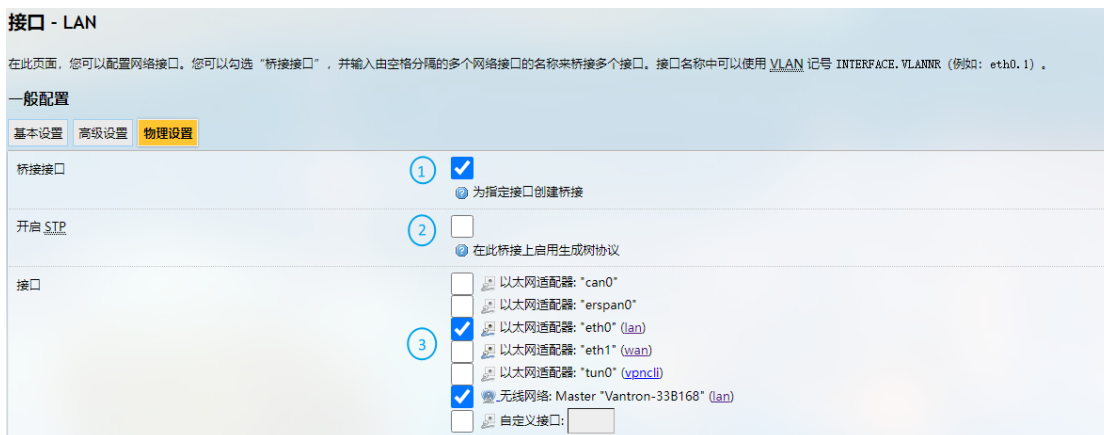 接口 - LAN
在此页面，您可以配置网络接口。您可以勾选“桥接接口”，并输入由空格分隔的多个网络接口的名称来桥接多个接口。接口名称中可以使用 VLAN 记号 INTERFACE.VLANNR（例如：eth0.1）。
一般配置
基本设置 高级设置 物理设置
桥接接口 1
为指定接口创建桥接
开启 STP 2
在此桥接上启用生成树协议
接口
以太网适配器: "can0"
以太网适配器: "erspan0"
以太网适配器: "eth0" (lan)
3 以太网适配器: "eth1" (wan)
以太网适配器: "tun0" (vpncli)
无线网络: Master "Vantron-33B168" (lan)
自定义接口: